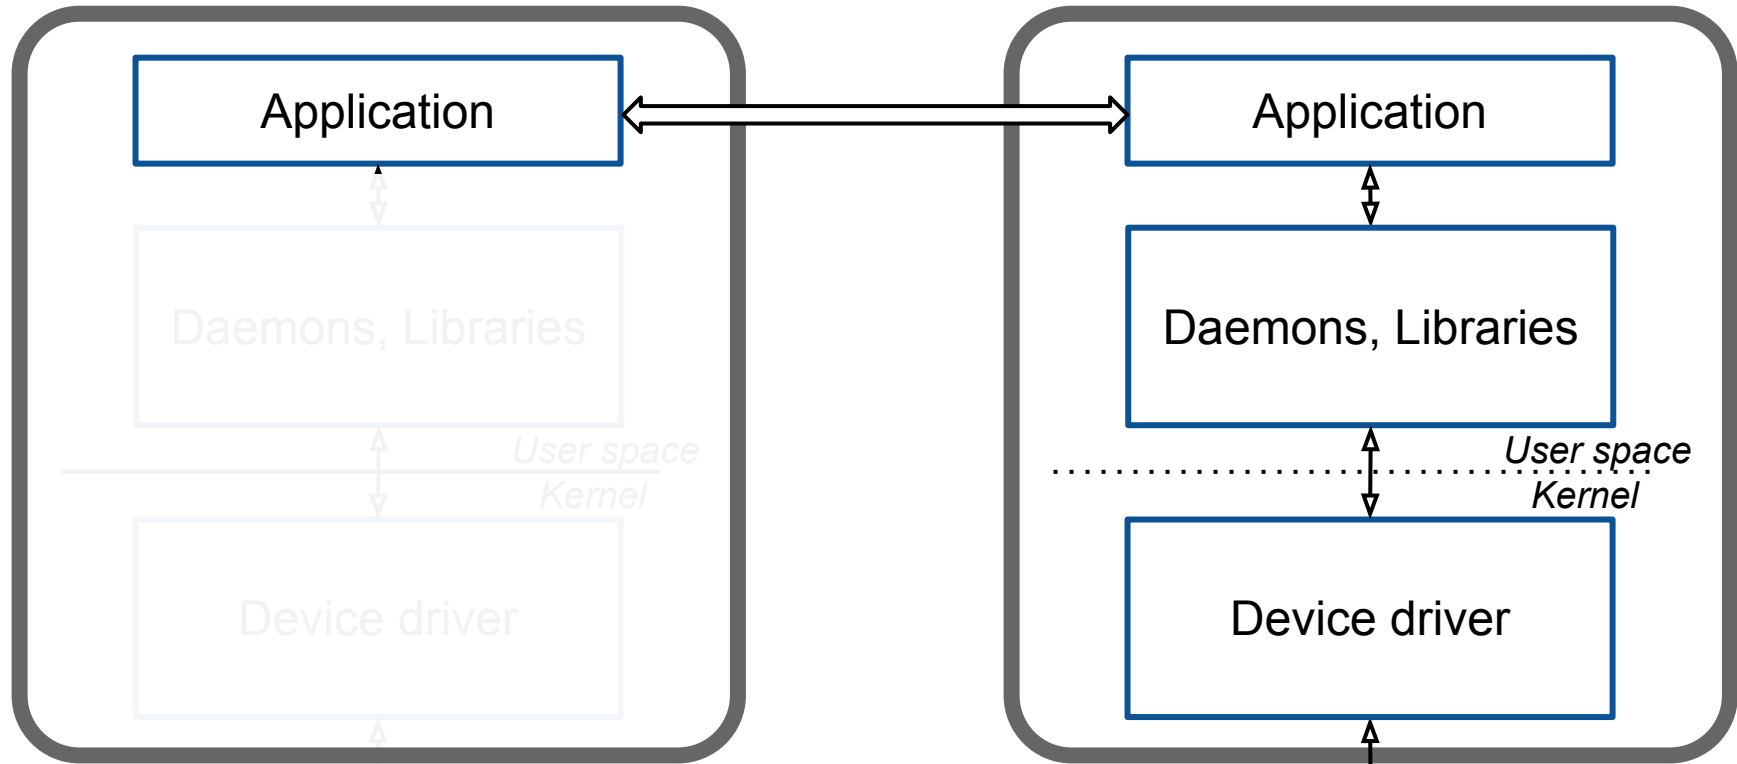 Application
Daemons, Libraries
User space
Kernel
Device driver
Application
Daemons, Libraries
User space
Kernel
Device driver